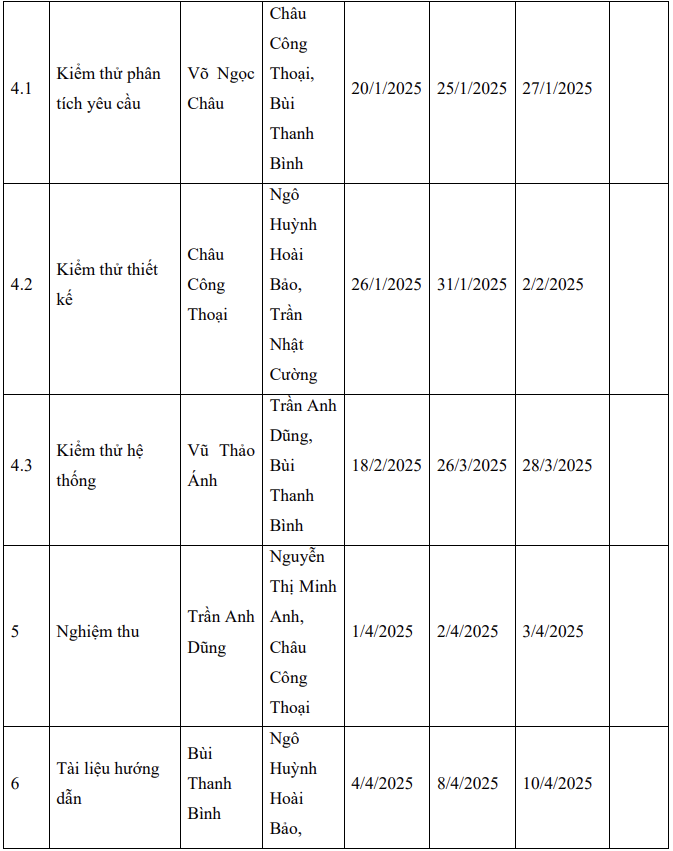 4.1
Kiểm thử phân
tích yêu cầu
Võ Ngọc
Châu
Châu
Công
Thoại,
Bùi
Thanh
Bình
20/1/2025
25/1/2025
27/1/2025
4.2
Kiểm thử thiết
kế
Châu
Công
Thoại
Ngô
Huỳnh
Hoài
Bảo,
Trần
Nhật
Cường
26/1/2025
31/1/2025
2/2/2025
4.3
Kiểm thử hệ
thống
Vũ Thảo
Ánh
Trần Anh
Dũng,
Bùi
Thanh
Bình
18/2/2025
26/3/2025
28/3/2025
5
Nghiệm thu
Trần Anh
Dũng
Nguyễn
Thị Minh
Anh,
Châu
Công
Thoại
1/4/2025
2/4/2025
3/4/2025
6
Tài liệu hướng
dẫn
Bùi
Thanh
Bình
Ngô
Huỳnh
Hoài
Bảo,
4/4/2025
8/4/2025
10/4/2025